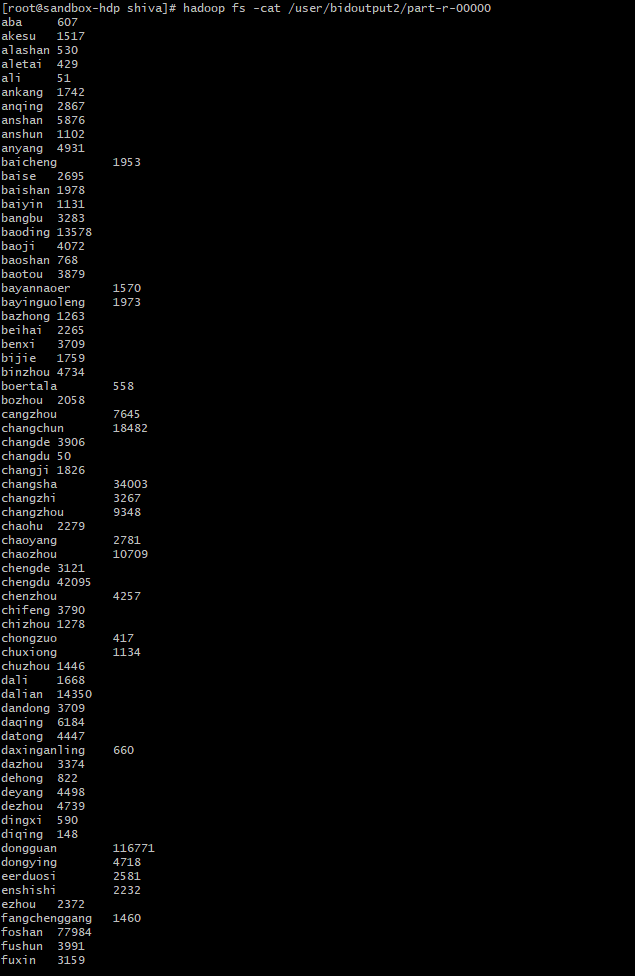 [root@sandbox-hdp shiva]# hadoop fs -cat /user/bidoutput2/part-r-00000
aba 607
akesu 1517
alashan 530
aletai 429
ali 51
ankang 1742
anqing 2867
anshan 5876
anshun 1102
anyang 4931
baicheng 1953
baise 2695
baishan 1978
baiyin 1131
bangbu 3283
baoding 13578
baoji 4072
baoshan 768
baotou 3879
bayannaoer 1570
bayinguoleng 1973
bazhong 1263
beihai 2265
benxi 3709
bijie 1759
binzhou 4734
boertala 558
bozhou 2058
cangzhou 7645
changchun 18482
changde 3906
changdu 50
changji 1826
changsha 34003
changzhi 3267
changzhou 9348
chaohu 2279
chaoyang 2781
chaozhou 10709
chengde 3121
chengdu 42095
chenzhou 4257
chifeng 3790
chizhou 1278
chongzuo 417
chuxiong 1134
chuzhou 1446
dali 1668
dalian 14350
dandong 3709
daqing 6184
datong 4447
daxinganling 660
dazhou 3374
dehong 822
deyang 4498
dezhou 4739
dingxi 590
diqing 148
dongguan 116771
dongying 4718
eerduosi 2581
enshishi 2232
ezhou 2372
fangchenggang 1460
foshan 77984
fushun 3991
fuxin 3159